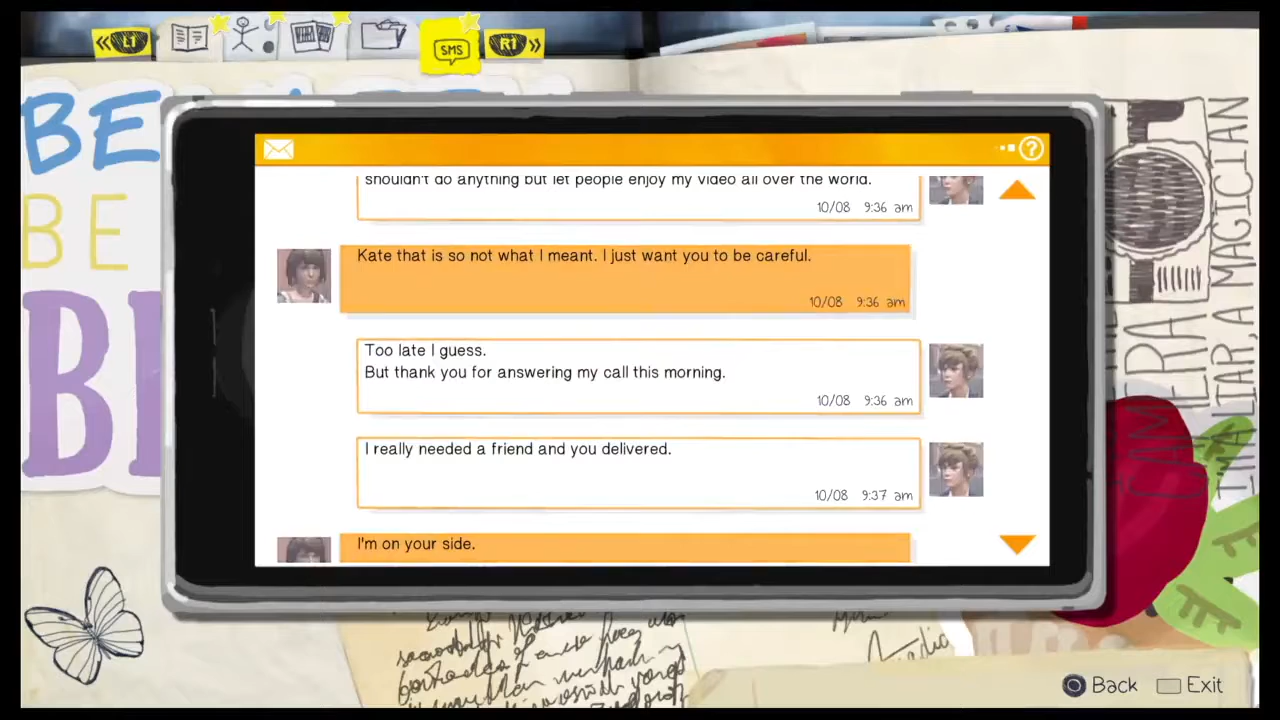 L1
SMS
R1
BE
BE
shouldn't do anything but let people enjoy my video all over the world.
10/08 9:36 am
Kate that is so not what I meant. I just want you to be careful.
10/08 9:36 am
Too late I guess.
But thank you for answering my call this morning.
10/08 9:36 am
I really needed a friend and you delivered.
10/08 9:37 am
I'm on your side.
CAMERA
I'M A LIAR, A MAGICIAN
Back
Exit